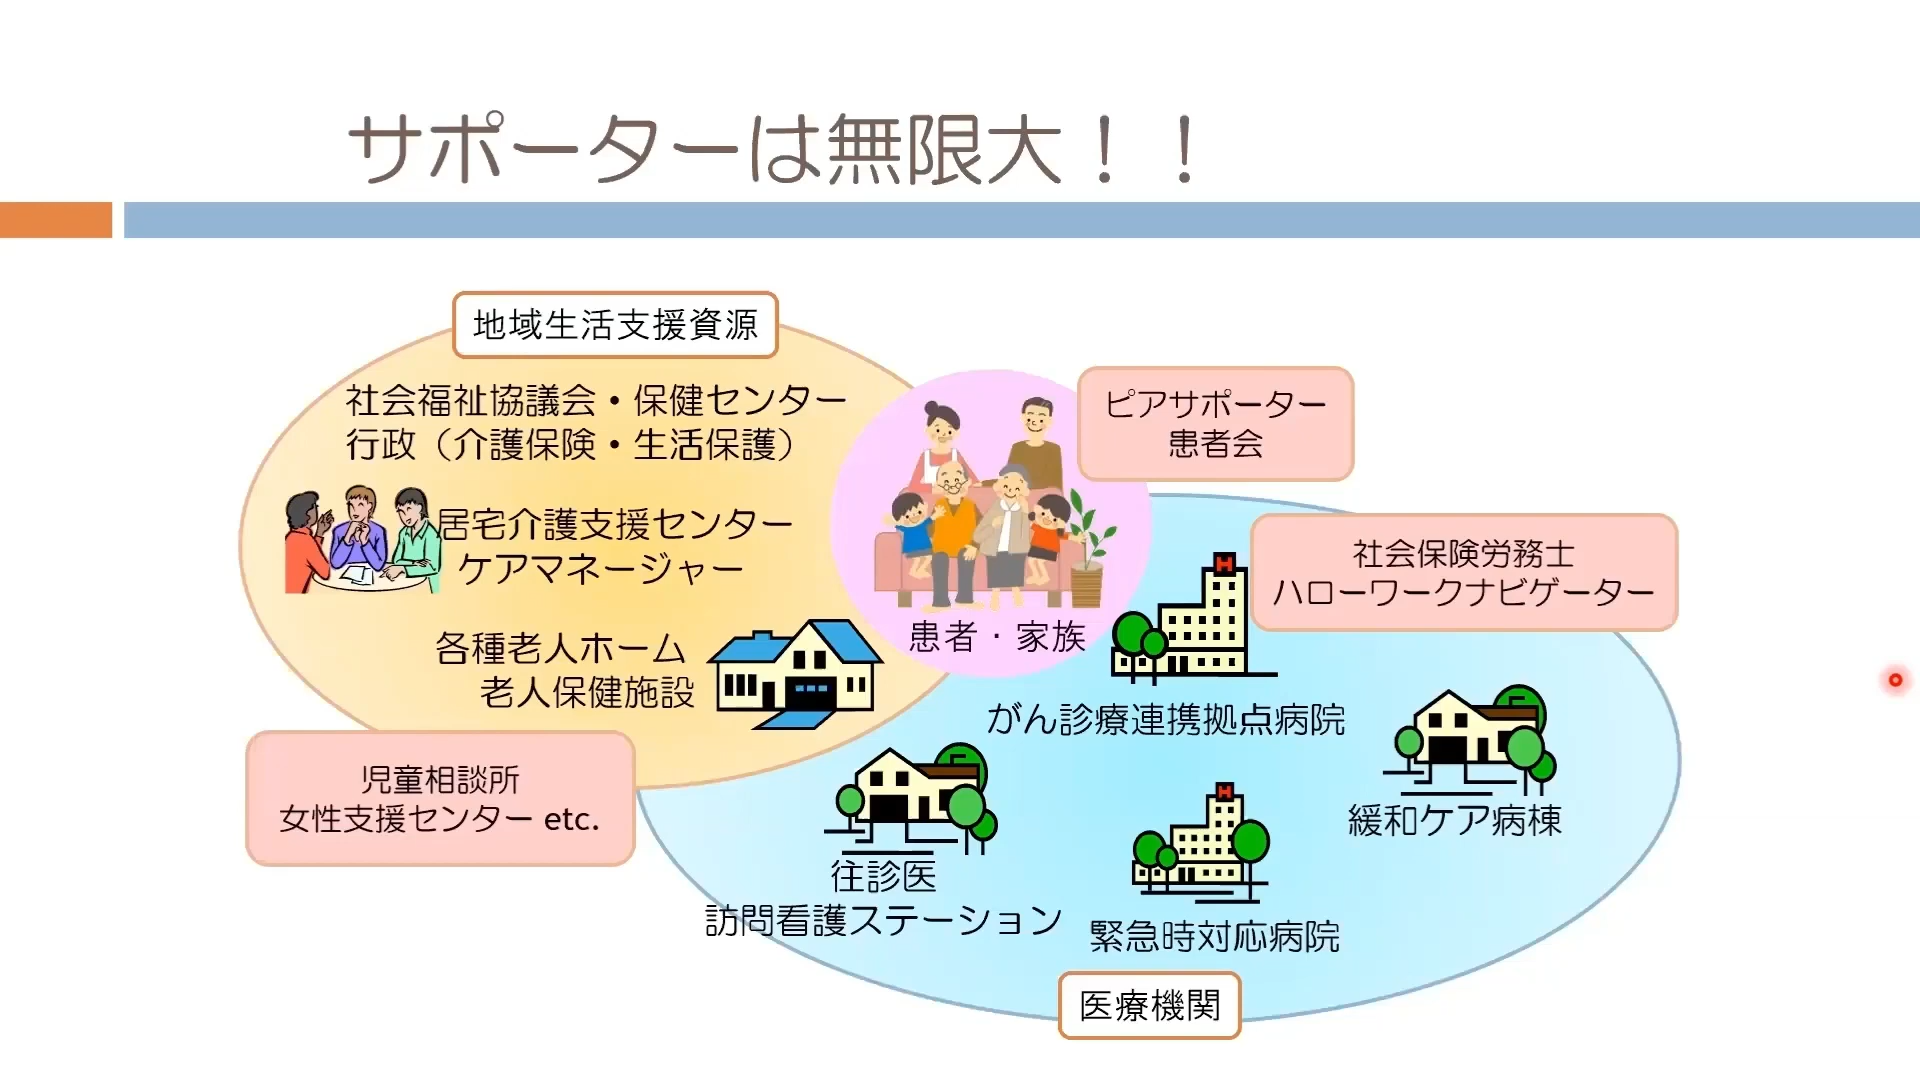 サポーターは無限大！！
地域生活支援資源
社会福祉協議会・保健センター
行政（介護保険・生活保護）
居宅介護支援センター
ケアマネージャー
各種老人ホーム
老人保健施設
児童相談所
女性支援センター etc.
患者・家族
ピアサポーター
患者会
社会保険労務士
ハローワークナビゲーター
H
がん診療連携拠点病院
緩和ケア病棟
往診医
訪問看護ステーション
H
緊急時対応病院
医療機関